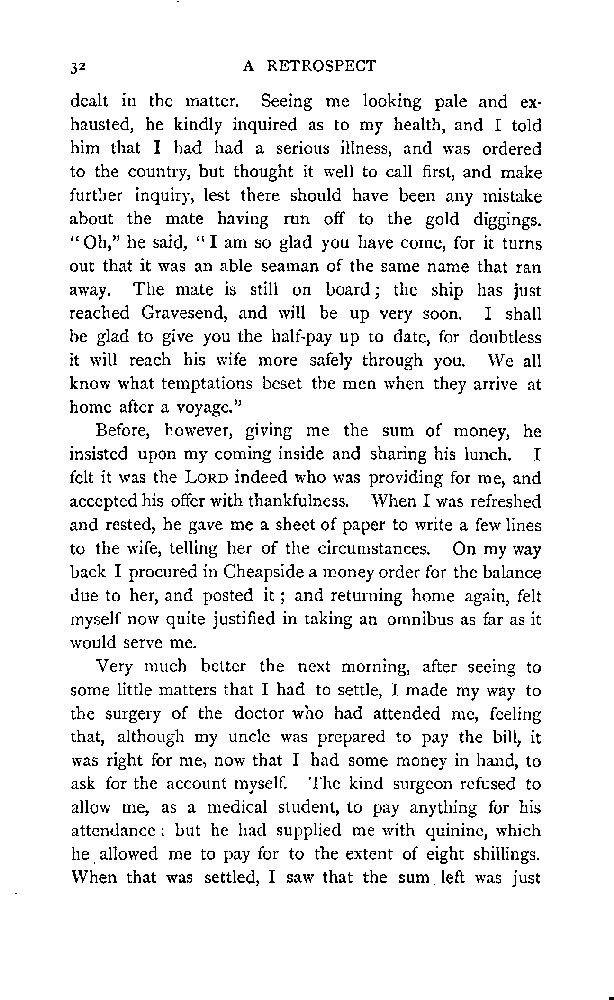 32 A RETROSPECT
dealt in the matter. Seeing me looking pale and ex-
hausted, he kindly inquired as to my health, and I told
him that I had had a serious illness, and was ordered
to the country, but thought it well to call first, and make
further inquiry, lest there should have been any mistake
about the mate having run off to the gold diggings.
"Oh," he said, "I am so glad you have come, for it turns
out that it was an able seaman of the same name that ran
away. The mate is still on board; the ship has just
reached Gravesend, and will be up very soon. I shall
be glad to give you the half-pay up to date, for doubtless
it will reach his wife more safely through you. We all
know what temptations beset the men when they arrive at
home after a voyage."
Before, however, giving me the sum of money, he
insisted upon my coming inside and sharing his lunch. I
felt it was the LORD indeed who was providing for me, and
accepted his offer with thankfulness. When I was refreshed
and rested, he gave me a sheet of paper to write a few lines
to the wife, telling her of the circumstances. On my way
back I procured in Cheapside a money order for the balance
due to her, and posted it; and returning home again, felt
myself now quite justified in taking an omnibus as far as it
would serve me.
Very much better the next morning, after seeing to
some little matters that I had to settle, I made my way to
the surgery of the doctor who had attended me, feeling
that, although my uncle was prepared to pay the bill, it
was right for me, now that I had some money in hand, to
ask for the account myself. The kind surgeon refused to
allow me, as a medical student, to pay anything for his
attendance; but he had supplied me with quinine, which
he allowed me to pay for to the extent of eight shillings.
When that was settled, I saw that the sum left was just